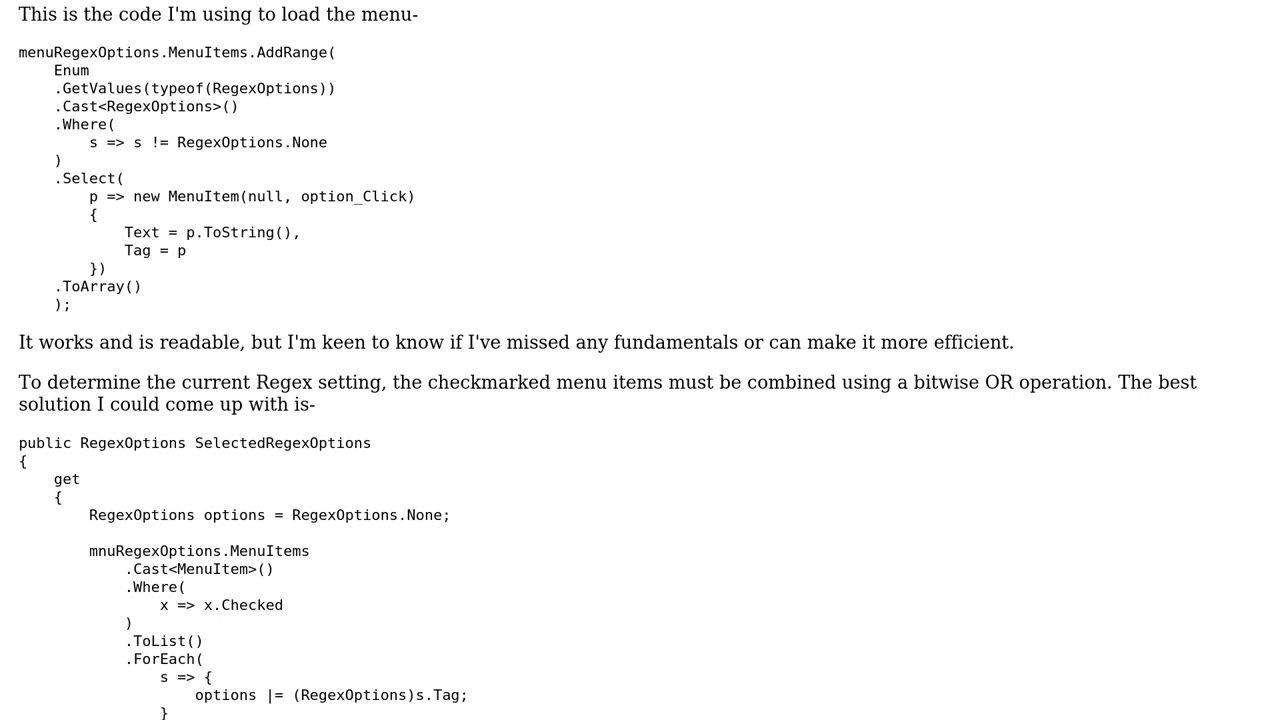 This is the code I'm using to load the menu-
menuRegexOptions.MenuItems.AddRange(
    Enum
    .GetValues(typeof(RegexOptions))
    .Cast<RegexOptions>()
    .Where(
        s => s != RegexOptions.None
    )
    .Select(
        p => new MenuItem(null, option_Click)
        {
            Text = p.ToString(),
            Tag = p
        })
    .ToArray()
    );
It works and is readable, but I'm keen to know if I've missed any fundamentals or can make it more efficient.
To determine the current Regex setting, the checkmarked menu items must be combined using a bitwise OR operation. The best
solution I could come up with is-
public RegexOptions SelectedRegexOptions
{
    get
    {
        RegexOptions options = RegexOptions.None;
        mnuRegexOptions.MenuItems
            .Cast<MenuItem>()
            .Where(
                x => x.Checked
            )
            .ToList()
            .ForEach(
                s => {
                    options |= (RegexOptions)s.Tag;
                }